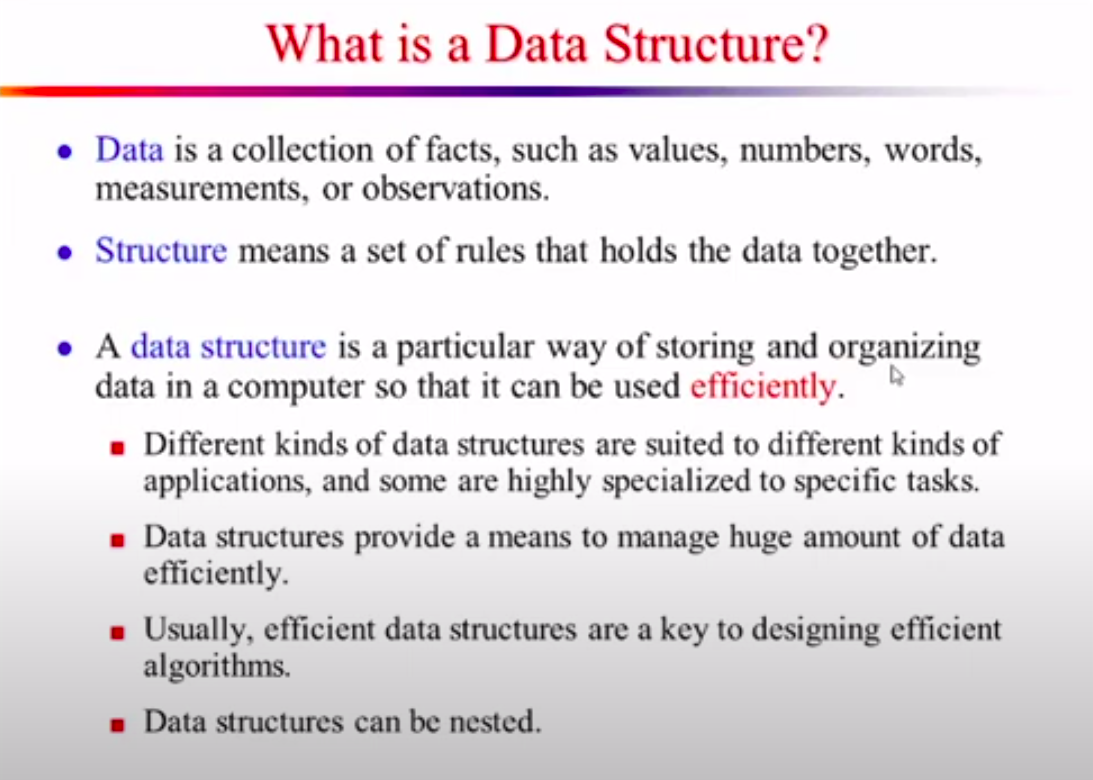 What is a Data Structure?
• Data is a collection of facts, such as values, numbers, words,
measurements, or observations.
• Structure means a set of rules that holds the data together.
• A data structure is a particular way of storing and organizing
data in a computer so that it can be used efficiently.
▪ Different kinds of data structures are suited to different kinds of
applications, and some are highly specialized to specific tasks.
▪ Data structures provide a means to manage huge amount of data
efficiently.
▪ Usually, efficient data structures are a key to designing efficient
algorithms.
▪ Data structures can be nested.